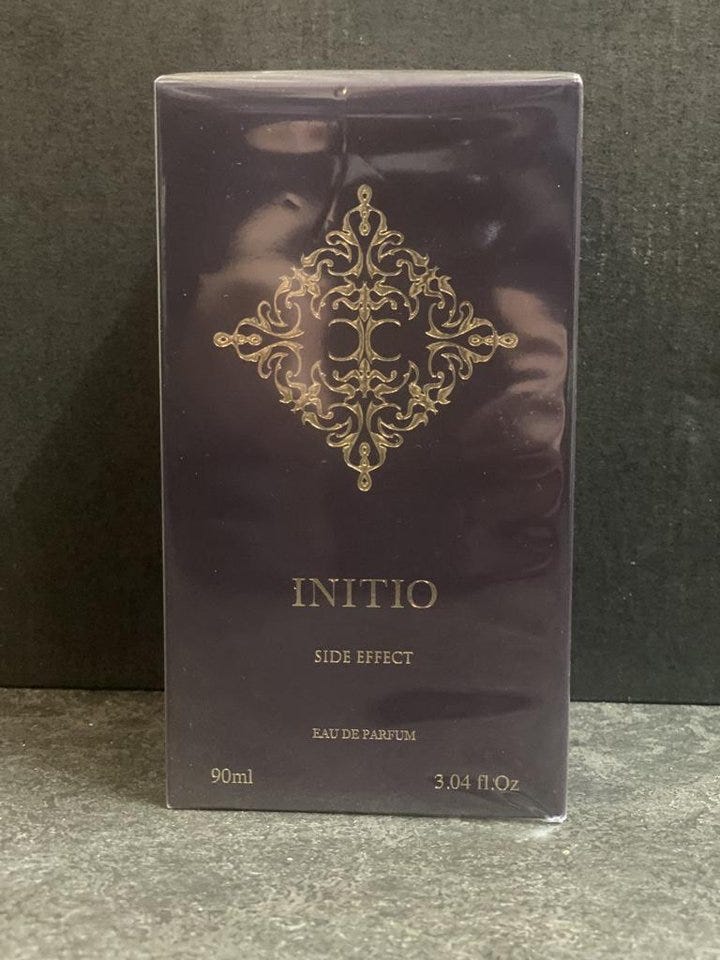 INITIO
SIDE EFFECT
EAU DE PARFUM
90ml 3.04 fl.Oz